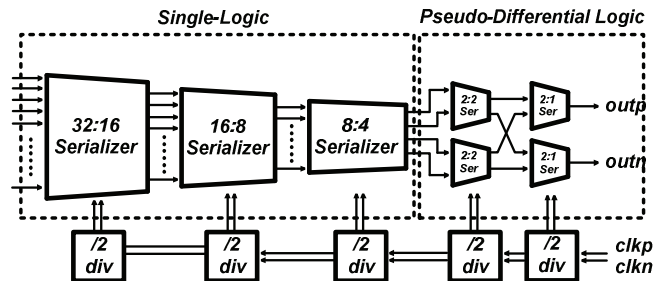 Single-Logic
Pseudo-Differential Logic
32:16
Serializer
16:8
Serializer
8:4
Serializer
2:2
Ser
2:1
Ser
outp
2:2
Ser
2:1
Ser
outn
/2
div
/2
div
/2
div
/2
div
/2
div
clkp
clkn